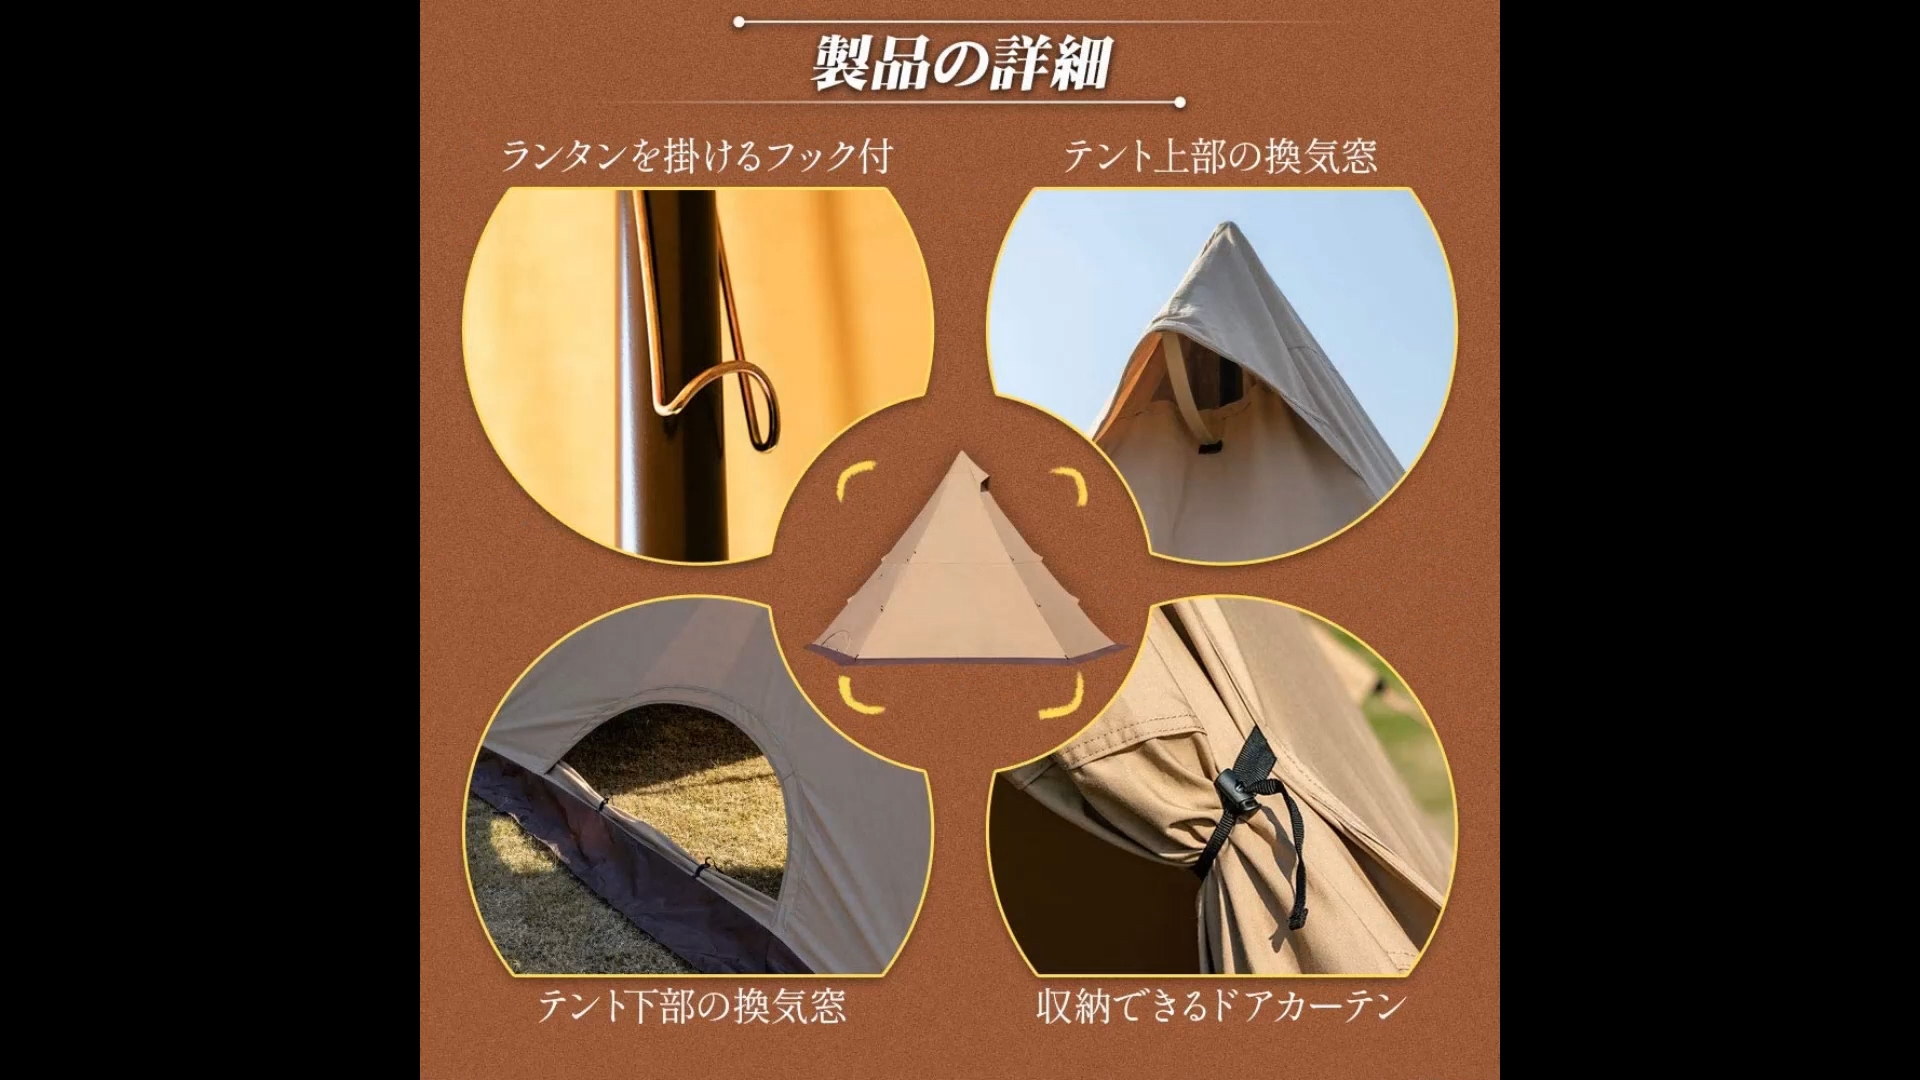 製品の詳細
ランタンを掛けるフック付
テント上部の換気窓
テント下部の換気窓
収納できるドアカーテン